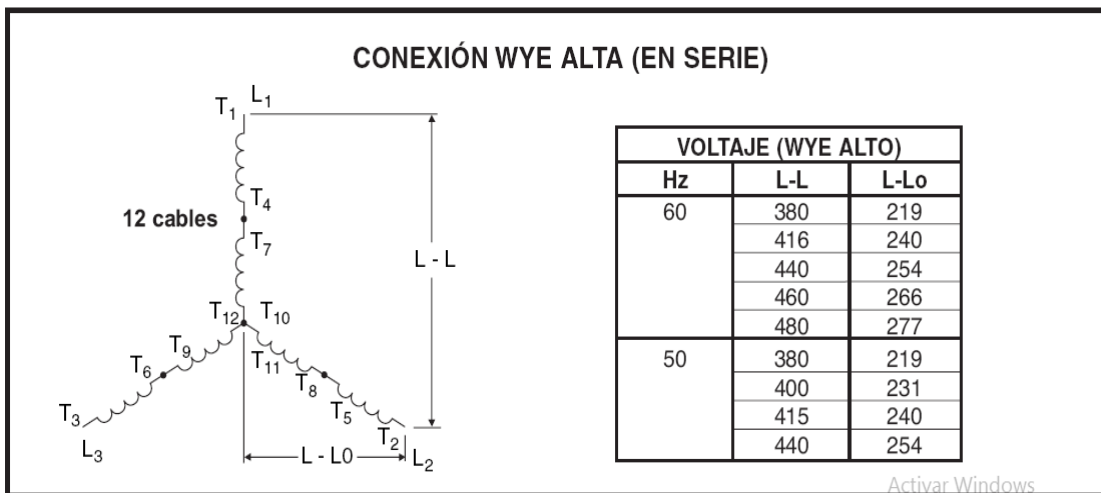 CONEXIÓN WYE ALTA (EN SERIE)
T1 L1
T4
12 cables
T7
L - L
T12 T10
T9
T11
T6
T8
T5
T3
T2
L3
L - L0
L2
VOLTAJE (WYE ALTO)
Hz L-L L-Lo
60 380 219
416 240
440 254
460 266
480 277
50 380 219
400 231
415 240
440 254
Activar Windows